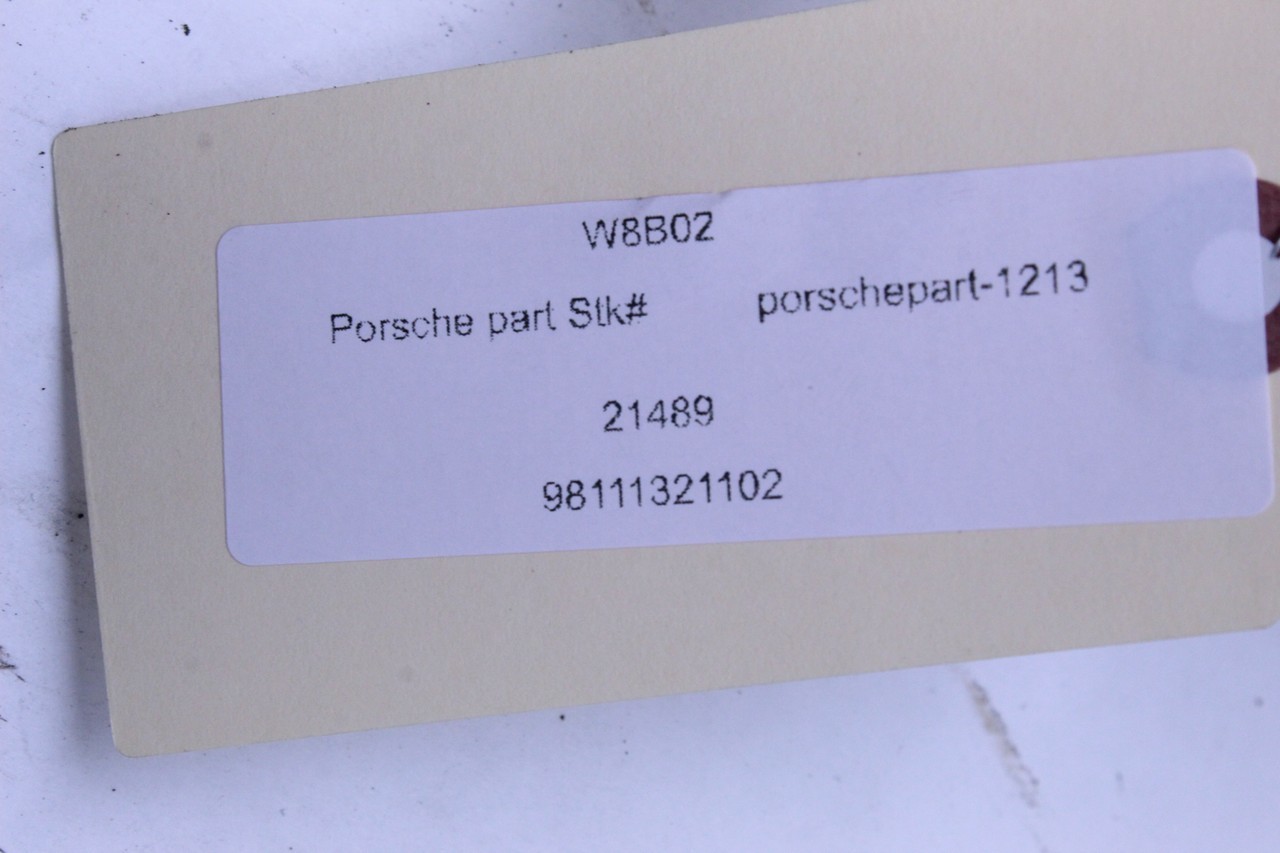 W8B02
Porsche part Stk# porschepart-1213
21489
98111321102